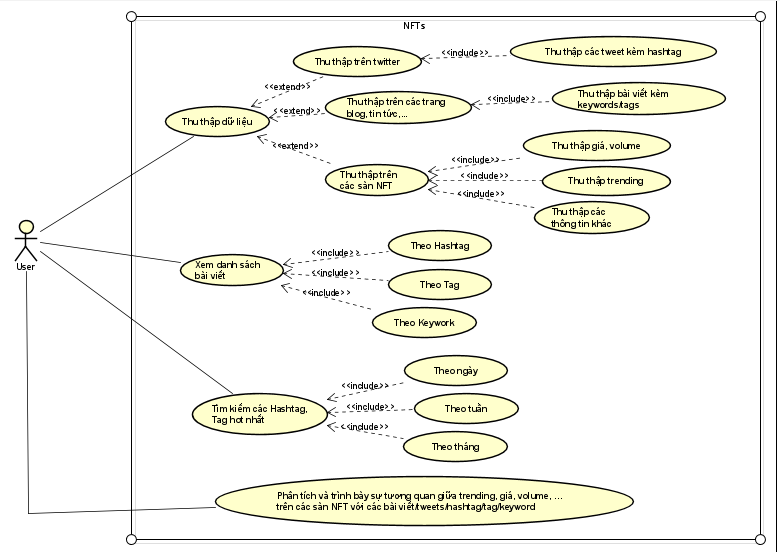 NFTs
Thu thập trên twitter
<<include>>
Thu thập các tweet kèm hashtag
<<extend>>
Thu thập trên các trang
blog, tin tức,...
<<include>>
Thu thập bài viết kèm
keywords/tags
Thu thập dữ liệu
<<extend>>
<<extend>>
Thu thập trên
các sàn NFT
<<include>>
Thu thập giá, volume
<<include>>
Thu thập trending
<<include>>
Thu thập các
thông tin khác
User
Xem danh sách
bài viết
<<include>>
Theo Hashtag
<<include>>
Theo Tag
<<include>>
Theo Keywork
Tìm kiếm các Hashtag,
Tag hot nhất
<<include>>
Theo ngày
<<include>>
Theo tuần
<<include>>
Theo tháng
Phân tích và trình bày sự tương quan giữa trending, giá, volume, ...
trên các sàn NFT với các bài viết/tweets/hashtag/tag/keyword